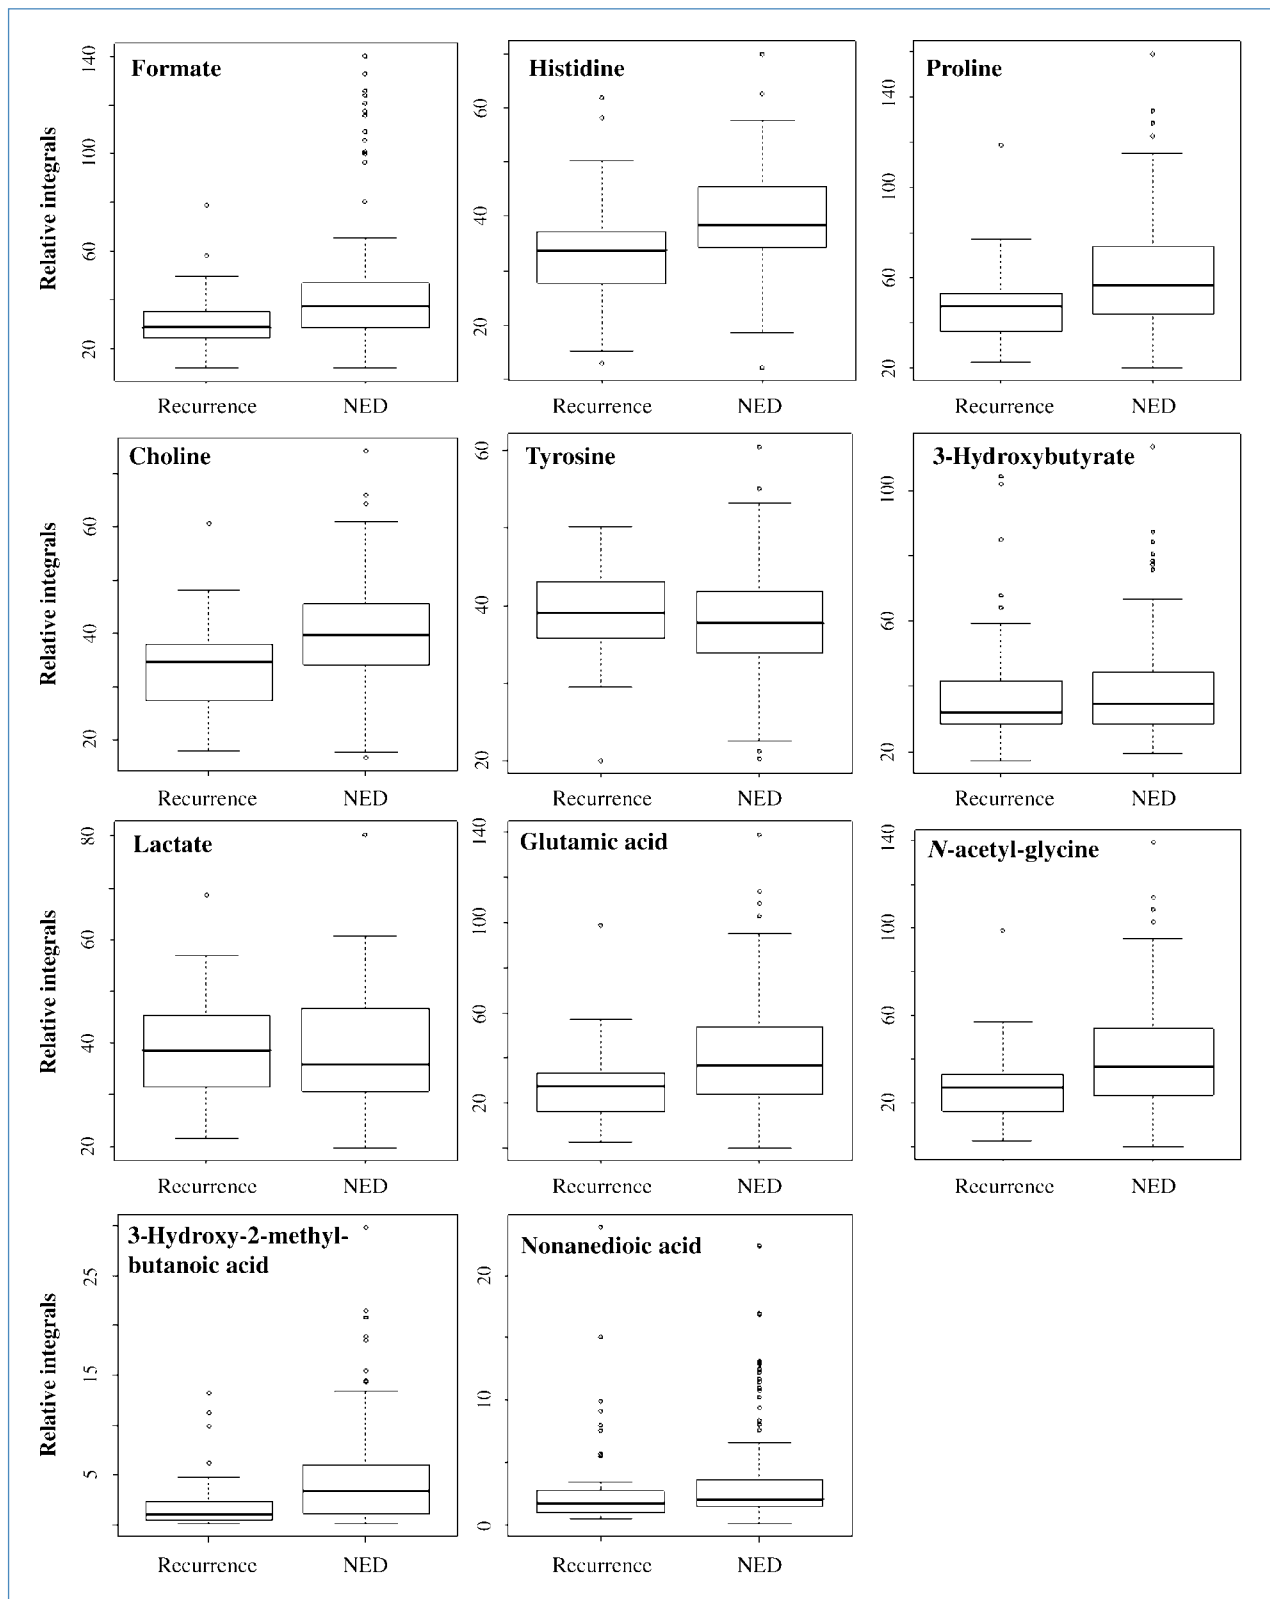 Formate
Relative integrals
140
100
60
20
Recurrence NED
Histidine
60
40
20
Recurrence NED
Proline
140
100
60
20
Recurrence NED
Choline
Relative integrals
60
40
20
Recurrence NED
Tyrosine
60
40
20
Recurrence NED
3-Hydroxybutyrate
100
60
20
Recurrence NED
Lactate
Relative integrals
80
60
40
20
Recurrence NED
Glutamic acid
140
100
60
20
Recurrence NED
N-acetyl-glycine
140
100
60
20
Recurrence NED
3-Hydroxy-2-methyl-
butanoic acid
Relative integrals
25
15
5
Recurrence NED
Nonanedioic acid
20
10
0
Recurrence NED